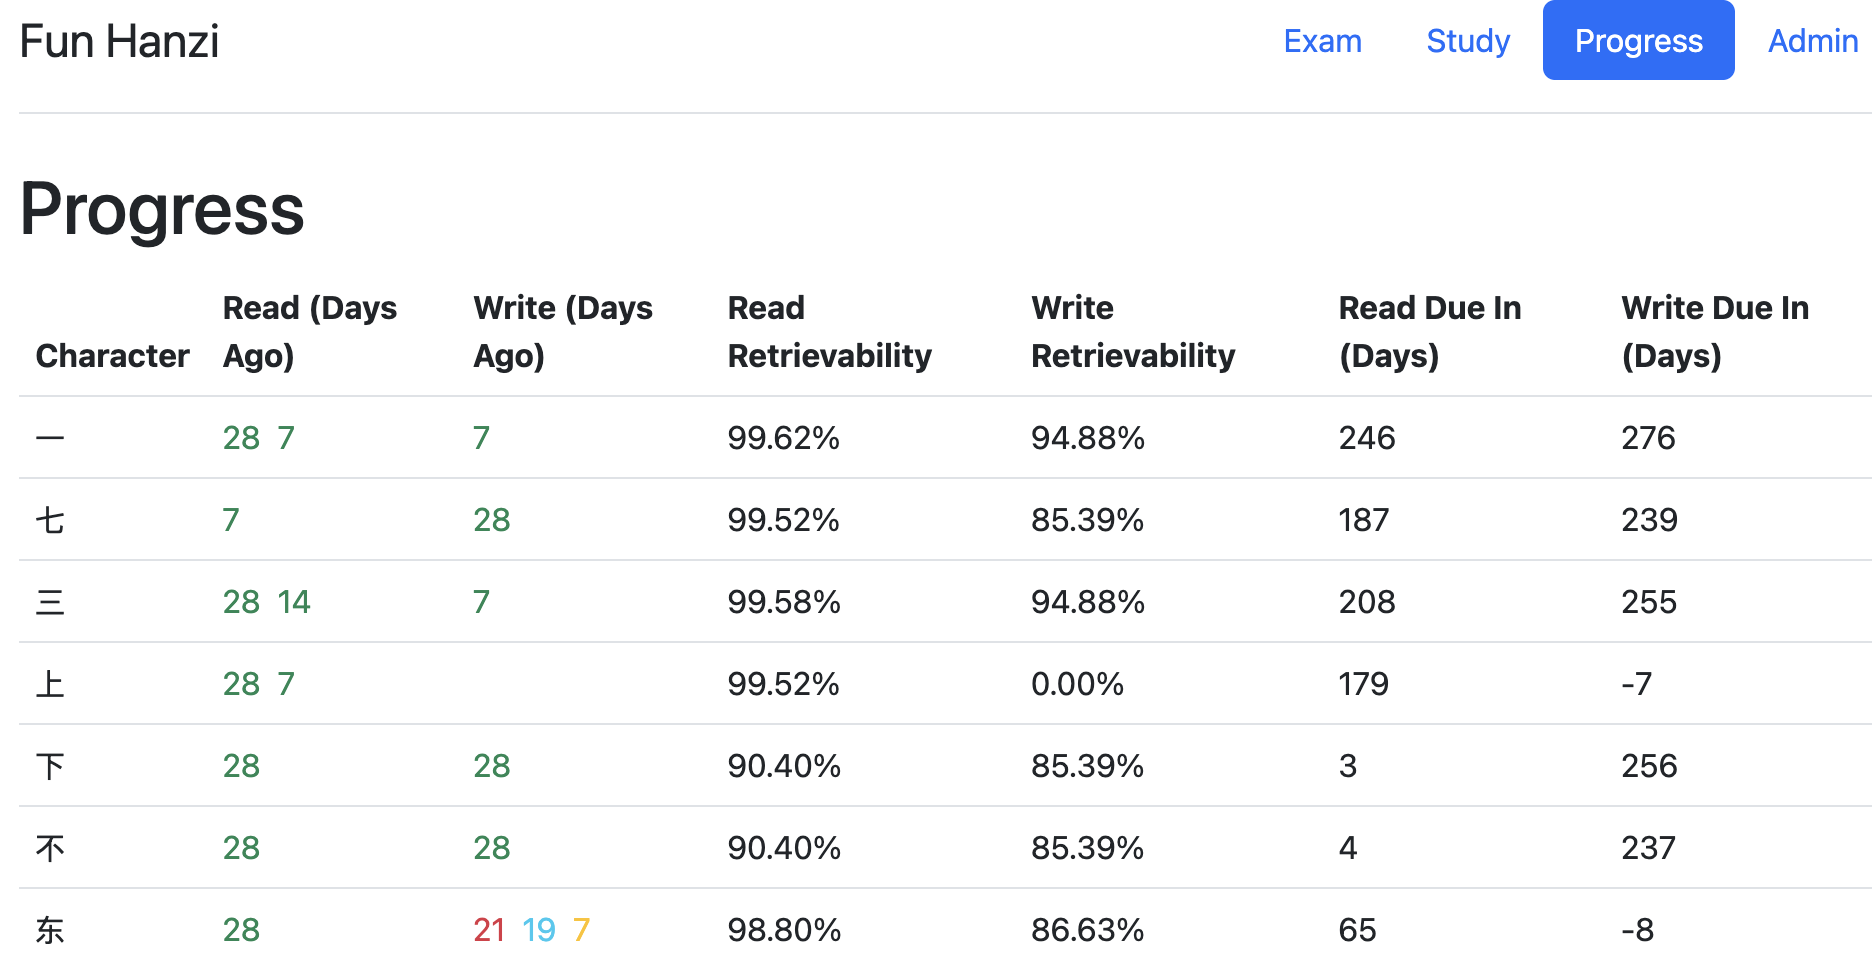 Fun Hanzi
Exam Study Progress Admin
Progress
Character Read (Days Ago) Write (Days Ago) Read Retrievability Write Retrievability Read Due In (Days) Write Due In (Days)
一 28 7 7 99.62% 94.88% 246 276
七 7 28 99.52% 85.39% 187 239
三 28 14 7 99.58% 94.88% 208 255
上 28 7 99.52% 0.00% 179 -7
下 28 28 90.40% 85.39% 3 256
不 28 28 90.40% 85.39% 4 237
东 28 21 19 7 98.80% 86.63% 65 -8